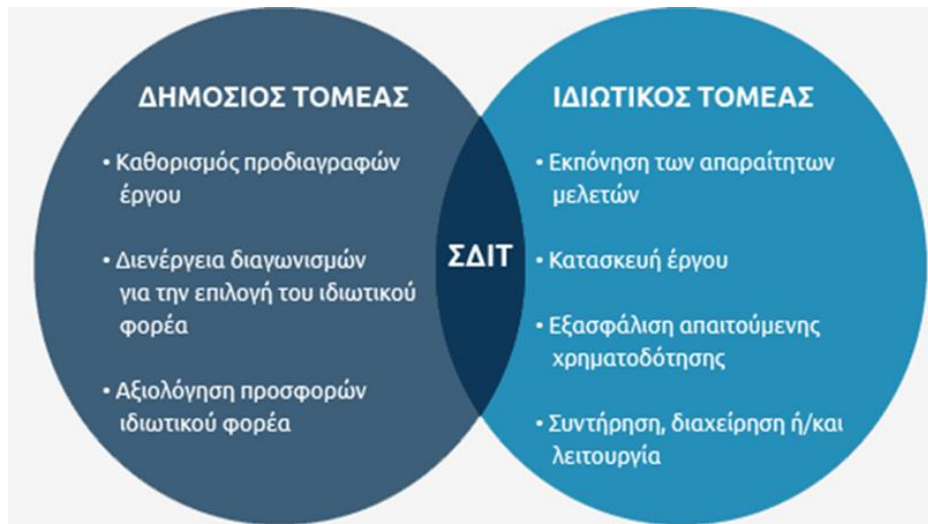 ΔΗΜΟΣΙΟΣ ΤΟΜΕΑΣ
• Καθορισμός προδιαγραφών
έργου
• Διενέργεια διαγωνισμών
για την επιλογή του ιδιωτικού
φορέα
• Αξιολόγηση προσφορών
ιδιωτικού φορέα
ΣΔΙΤ
ΙΔΙΩΤΙΚΟΣ ΤΟΜΕΑΣ
• Εκπόνηση των απαραίτητων
μελετών
• Κατασκευή έργου
• Εξασφάλιση απαιτούμενης
χρηματοδότησης
• Συντήρηση, διαχείρηση ή/και
λειτουργία